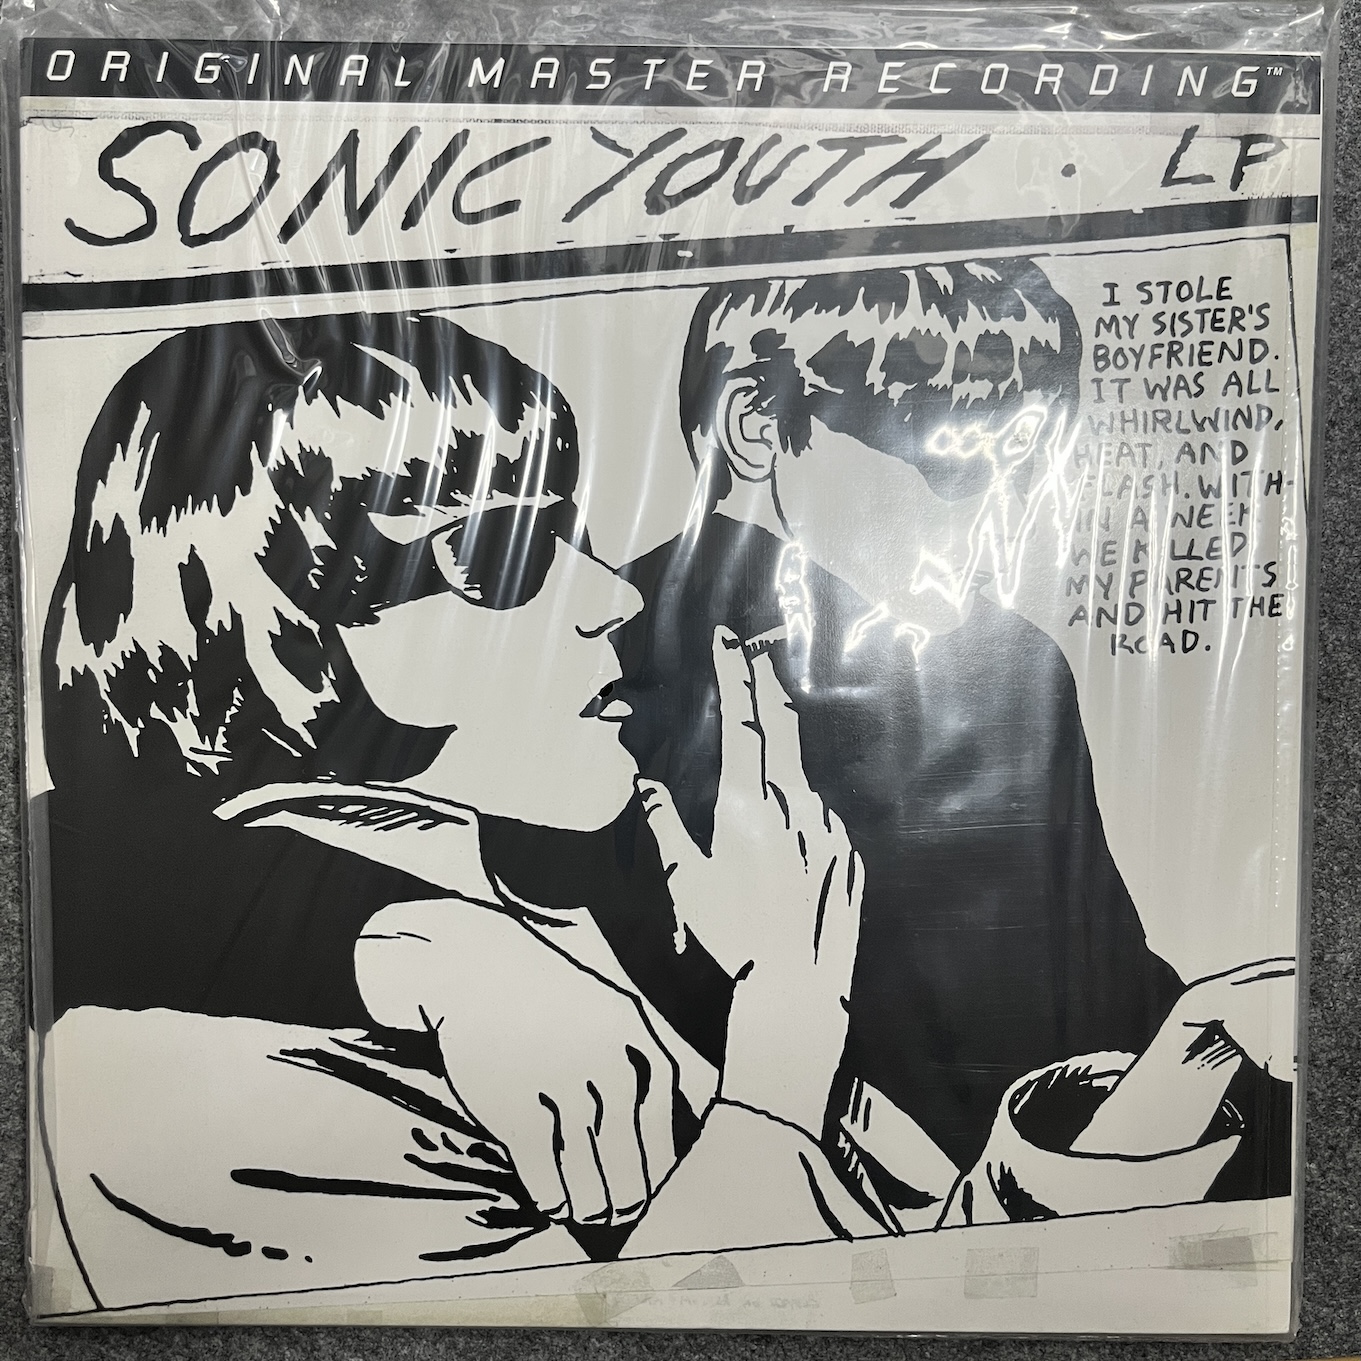 ORIGINAL MASTER RECORDING™
SONIC YOUTH • LP
I STOLE
MY SISTER'S
BOYFRIEND.
IT WAS ALL
WHIRLWIND,
HEAT, AND
FLASH. WITH-
IN A WEEK
WE KILLED
MY PARENTS
AND HIT THE
ROAD.